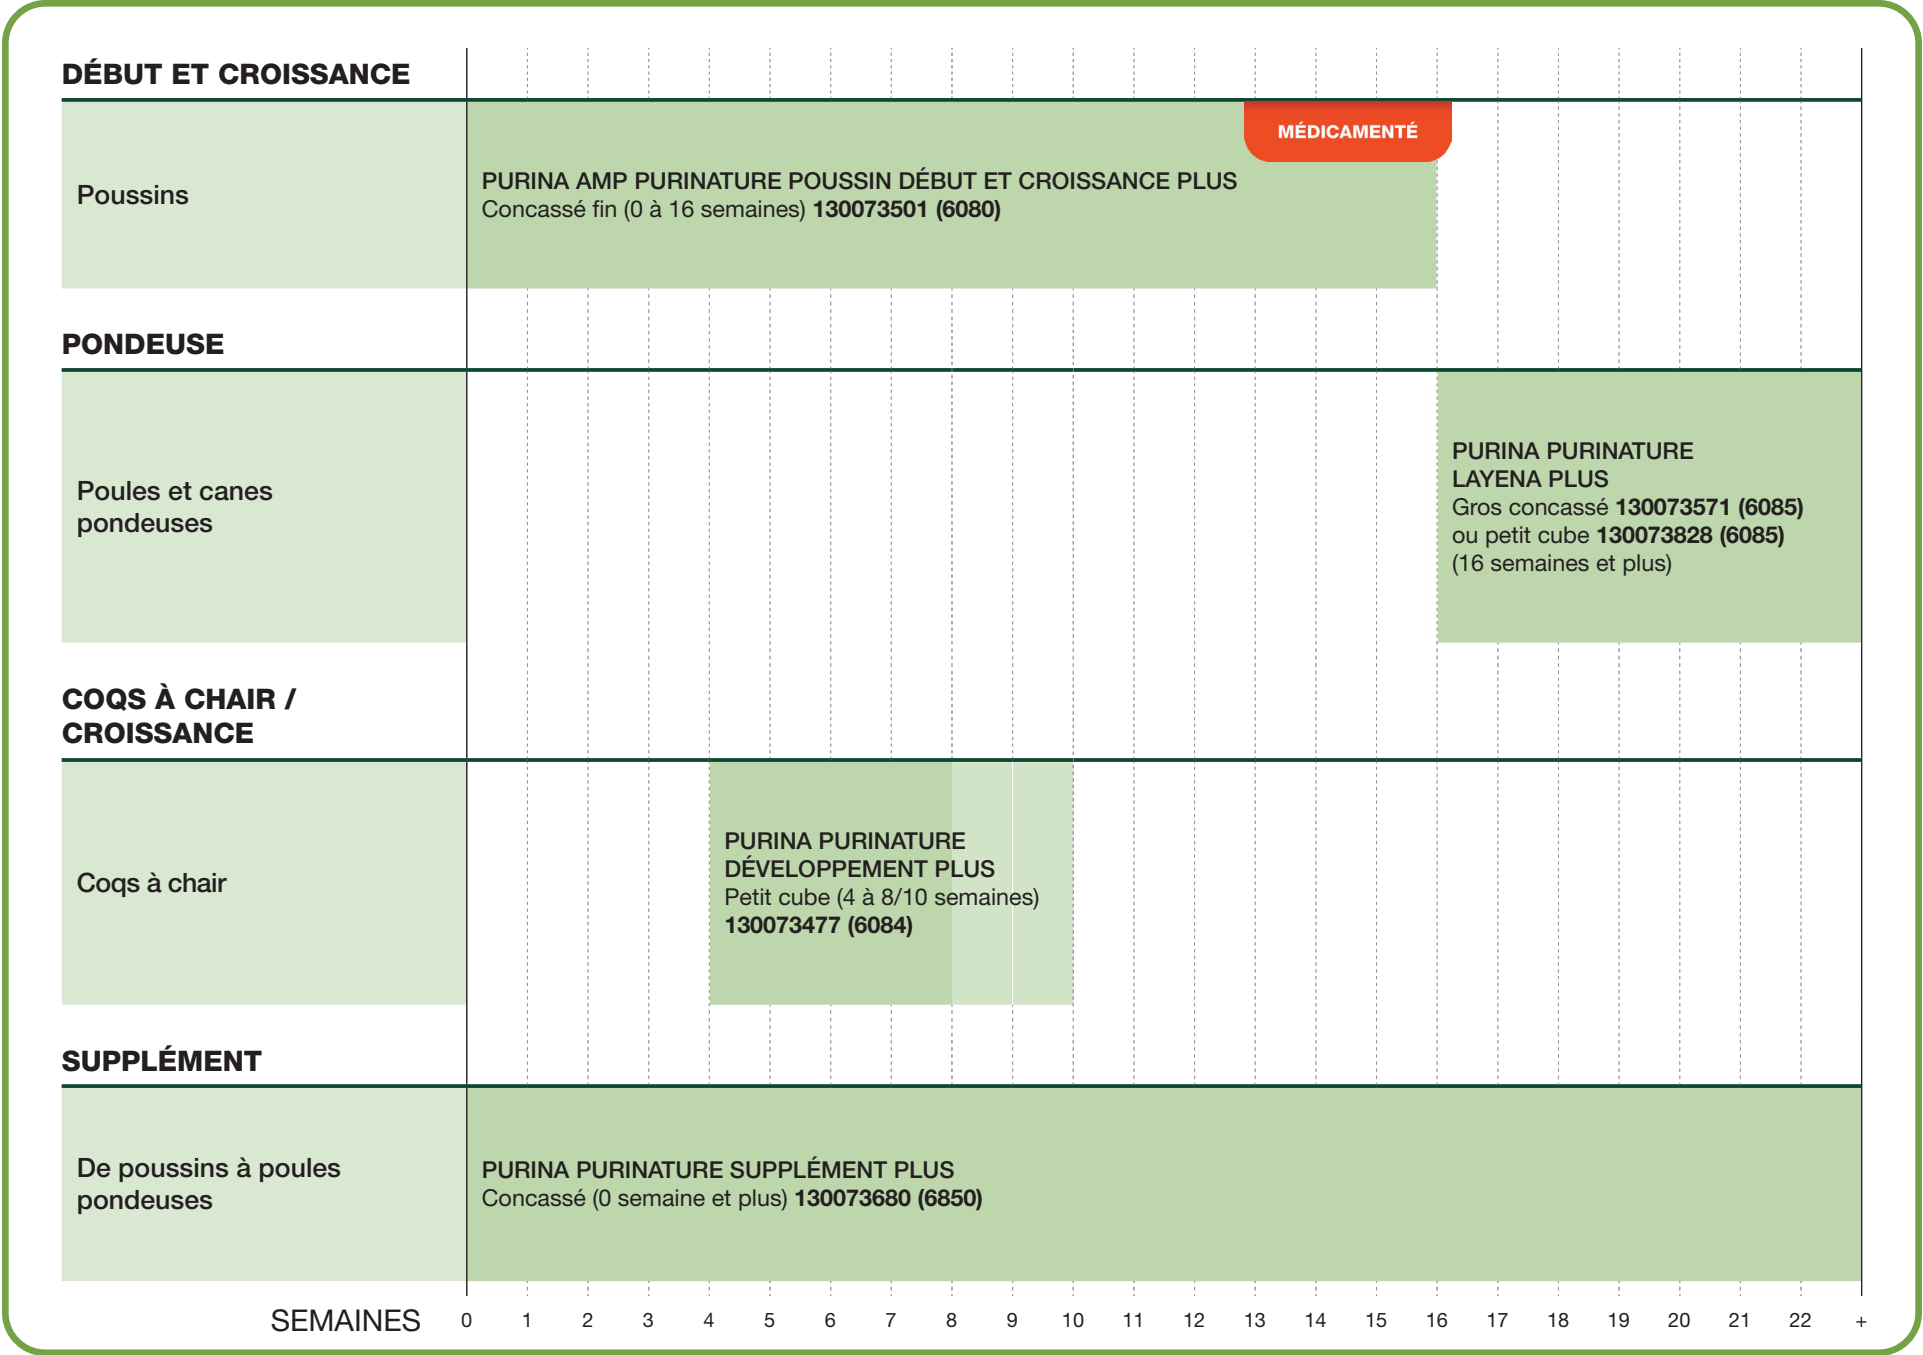 DÉBUT ET CROISSANCE
MÉDICAMENTÉ
Poussins
PURINA AMP PURINATURE POUSSIN DÉBUT ET CROISSANCE PLUS
Concassé fin (0 à 16 semaines) 130073501 (6080)
PONDEUSE
Poules et canes
pondeuses
PURINA PURINATURE
LAYENA PLUS
Gros concassé 130073571 (6085)
ou petit cube 130073828 (6085)
(16 semaines et plus)
COQS À CHAIR /
CROISSANCE
Coqs à chair
PURINA PURINATURE
DÉVELOPPEMENT PLUS
Petit cube (4 à 8/10 semaines)
130073477 (6084)
SUPPLÉMENT
De poussins à poules
pondeuses
PURINA PURINATURE SUPPLÉMENT PLUS
Concassé (0 semaine et plus) 130073680 (6850)
SEMAINES 0 1 2 3 4 5 6 7 8 9 10 11 12 13 14 15 16 17 18 19 20 21 22 +